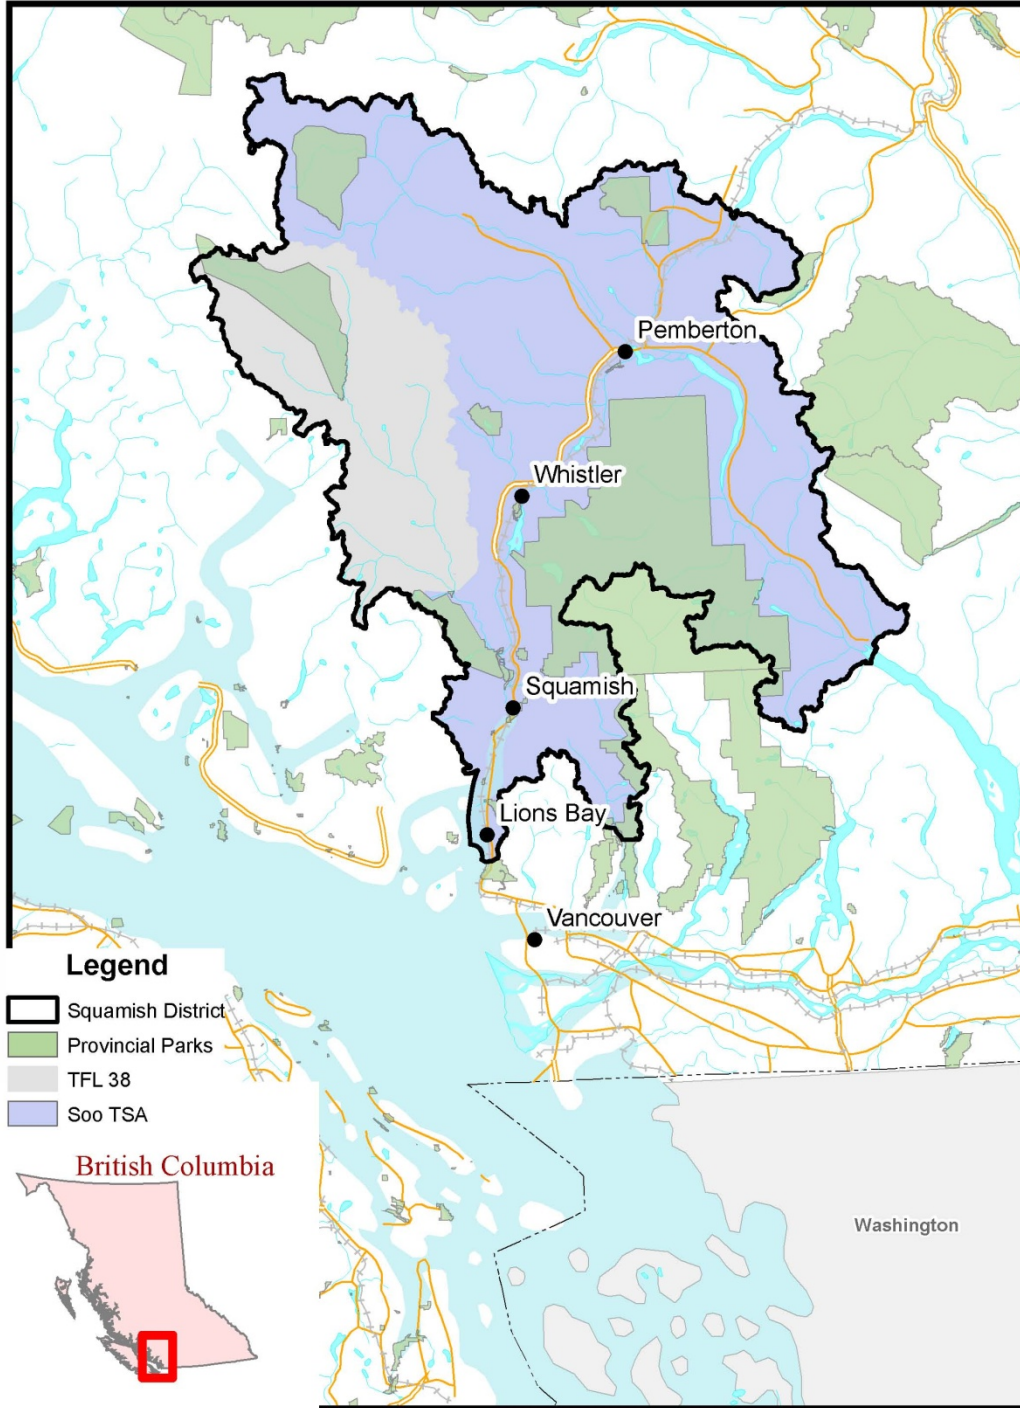 Pemberton
Whistler
Squamish
Lions Bay
Vancouver
Legend
Squamish District
Provincial Parks
TFL 38
Soo TSA
British Columbia
Washington